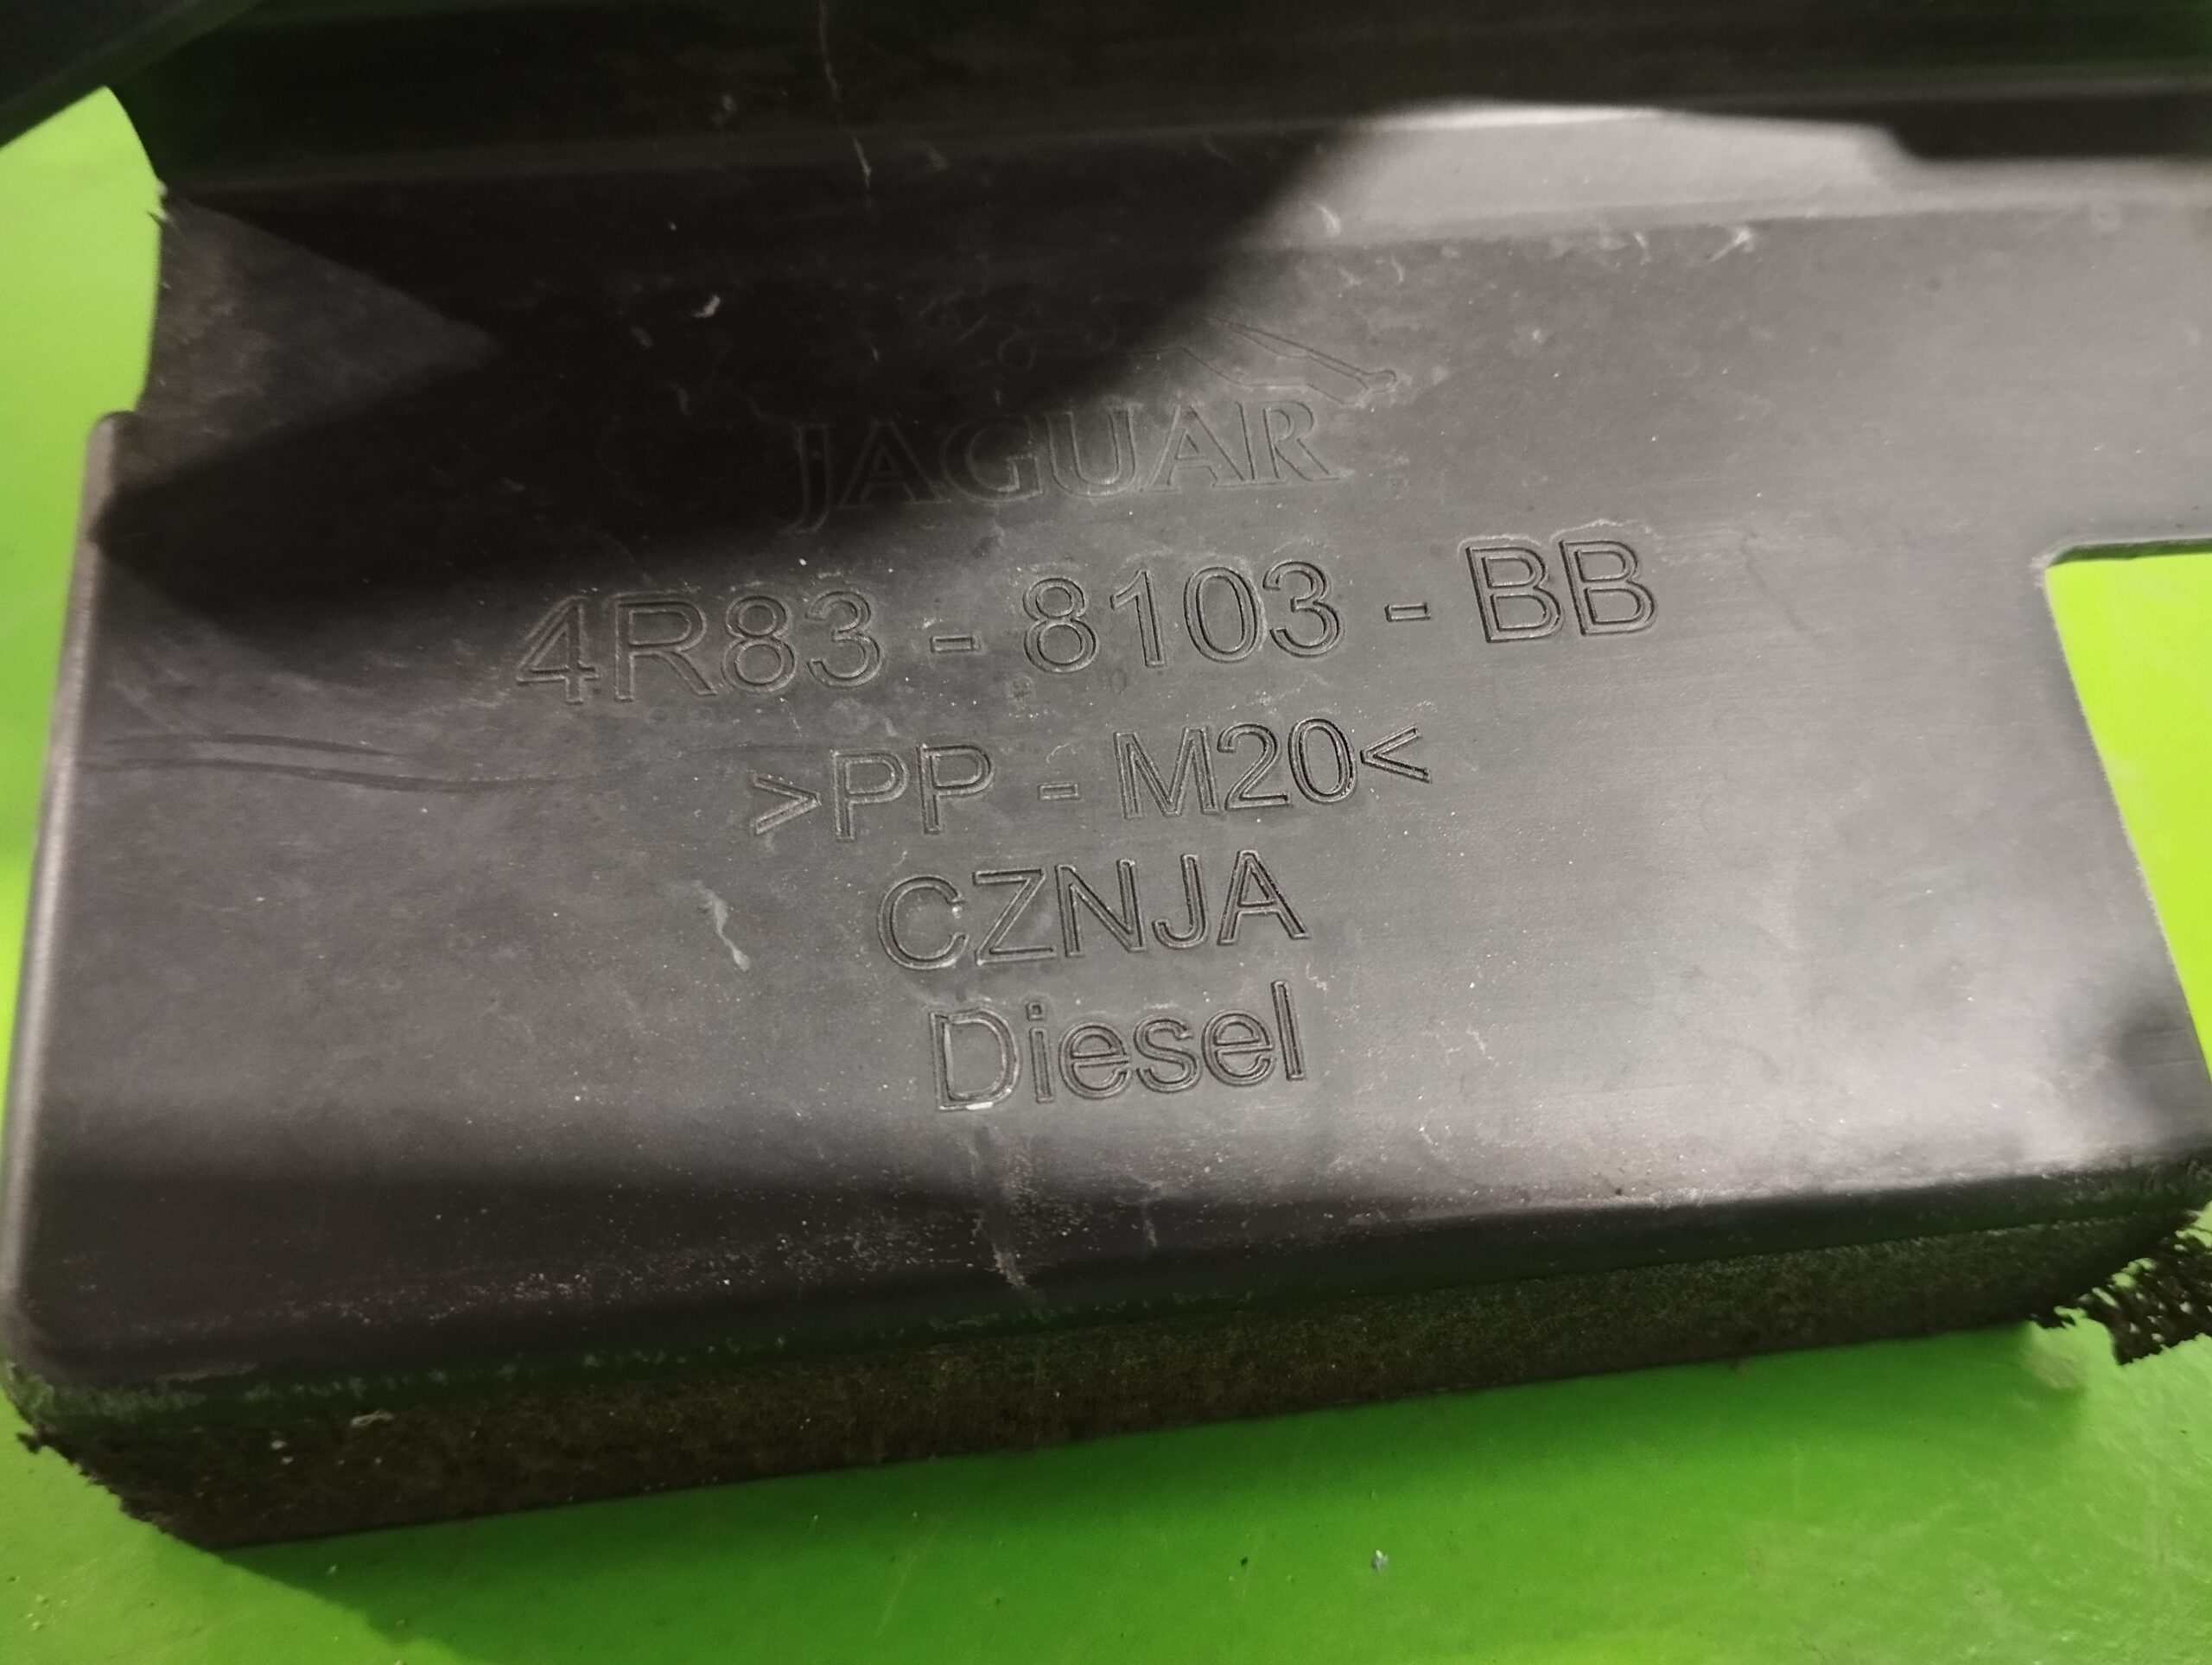 JAGUAR
4R83 - 8103 - BB
>PP - M20<
CZNJA
Diesel